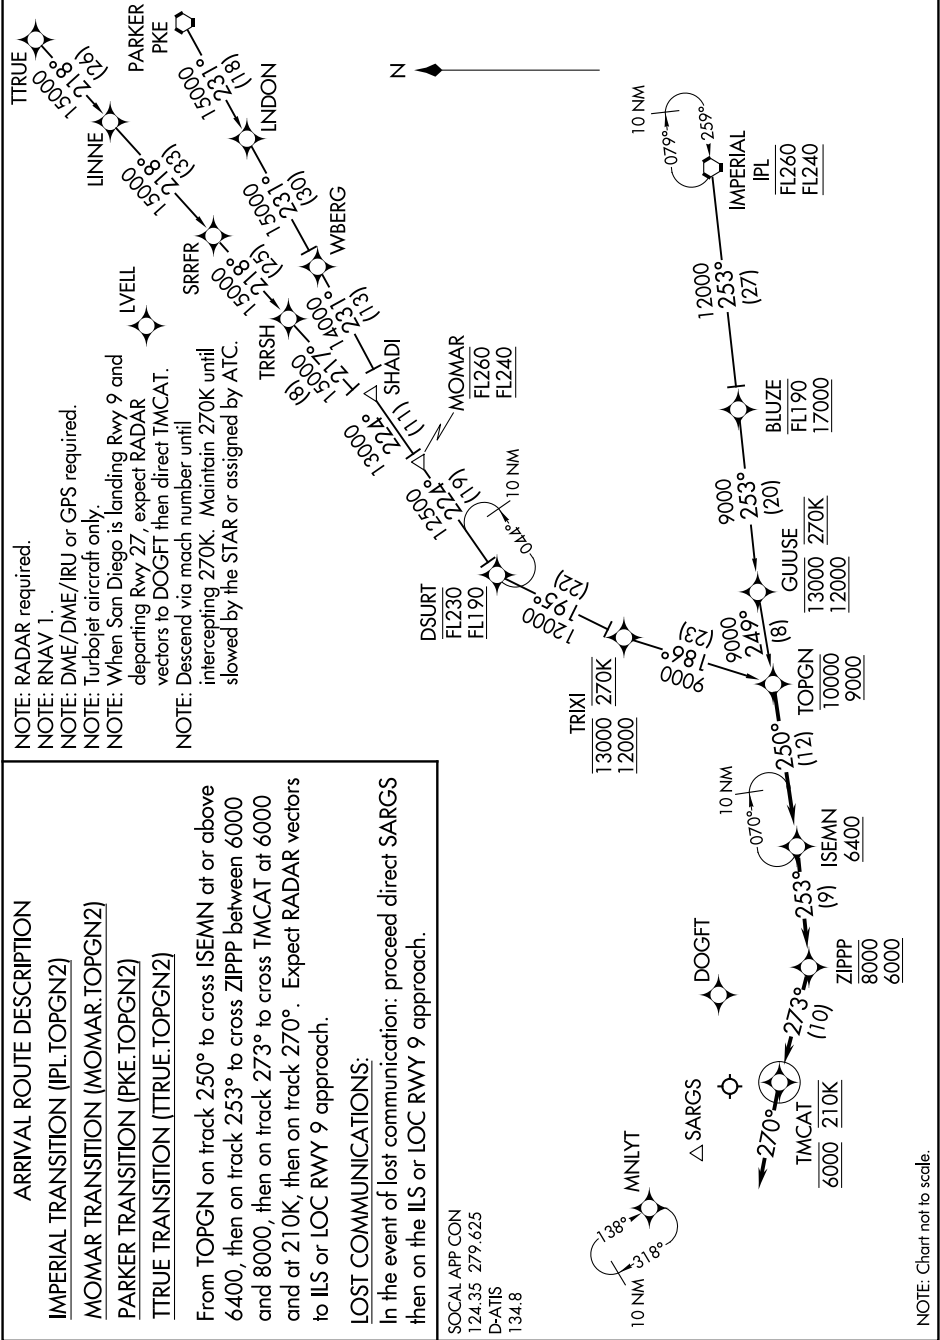 ARRIVAL ROUTE DESCRIPTION
IMPERIAL TRANSITION (IPL.TOPGN2)
MOMAR TRANSITION (MOMAR.TOPGN2)
PARKER TRANSITION (PKE.TOPGN2)
TTRUE TRANSITION (TTRUE.TOPGN2)
From TOPGN on track 250° to cross ISEMN at or above
6400, then on track 253° to cross ZIPPP between 6000
and 8000, then on track 273° to cross TMCAT at 6000
and at 210K, then on track 270°. Expect RADAR vectors
to ILS or LOC RWY 9 approach.
LOST COMMUNICATIONS:
In the event of lost communication: proceed direct SARGS
then on the ILS or LOC RWY 9 approach.
NOTE: RADAR required.
NOTE: RNAV 1.
NOTE: DME/DME/IRU or GPS required.
NOTE: Turbojet aircraft only.
NOTE: When San Diego is landing Rwy 9 and
departing Rwy 27, expect RADAR
vectors to DOGFT then direct TMCAT.
NOTE: Descend via mach number until
intercepting 270K. Maintain 270K until
slowed by the STAR or assigned by ATC.
SOCAL APP CON
124.35 279.625
D-ATIS
134.8
TTRUE
15000
218°
(26)
LINNE
15000
218°
(33)
SRRFR
15000
218°
(25)
TRRSH
15000
217°
(8)
PARKER
PKE
15000
231°
(18)
LNDON
15000
231°
(30)
WBERG
14000
231°
(13)
SHADI
13000
224°
(11)
MOMAR
FL260
FL240
12500
224°
(19)
LVELL
N
DSURT
FL230
FL190
10 NM
044°
12000
195°
(22)
TRIXI
13000 270K
12000
9000
186°
(23)
IMPERIAL
IPL
FL260
FL240
10 NM
079°
259°
12000
253°
(27)
BLUZE
FL190
17000
9000
253°
(20)
GUUSE
13000 270K
12000
9000
249°
(8)
TOPGN
10000
9000
250°
(12)
ISEMN
6400
10 NM
070°
253°
(9)
ZIPPP
8000
6000
273°
(10)
TMCAT
6000 210K
270°
DOGFT
SARGS
MNLYT
138°
318°
10 NM
NOTE: Chart not to scale.